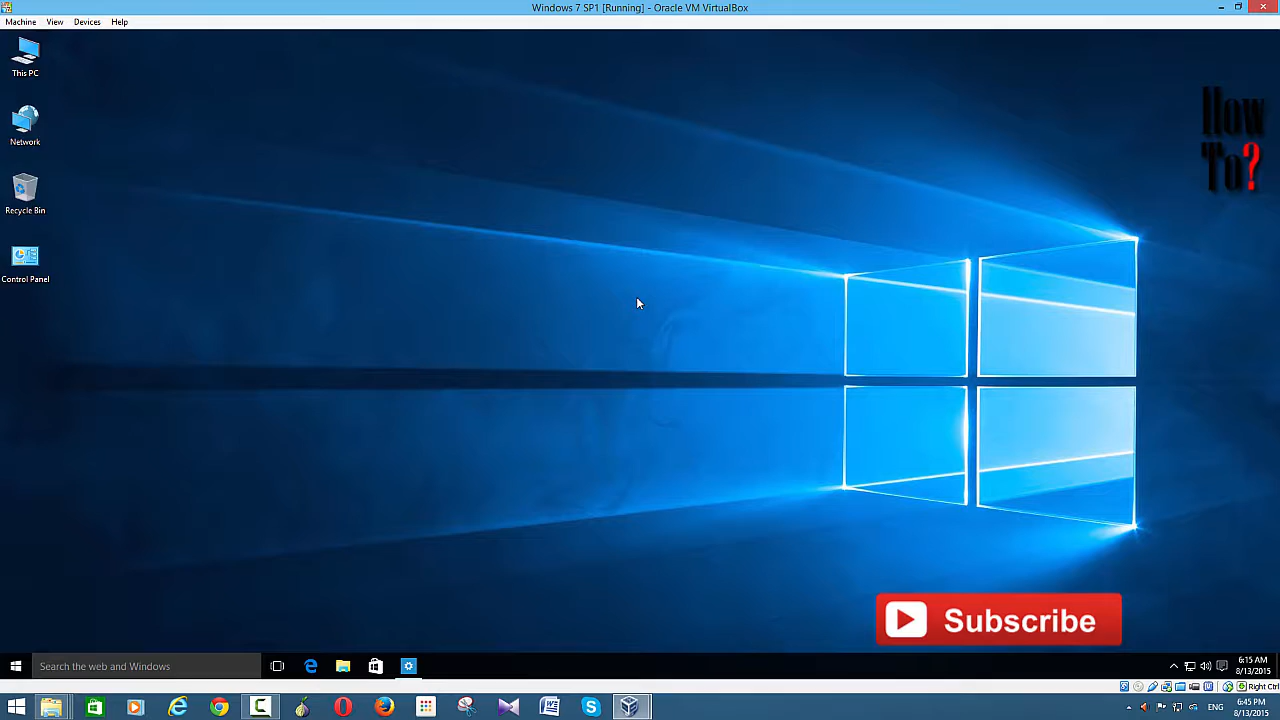 Windows 7 SP1 [Running] - Oracle VM VirtualBox
Machine View Devices Help
This PC
Network
Recycle Bin
Control Panel
How
To?
Subscribe
Search the web and Windows
6:15 AM
8/13/2015
Right Ctrl
ENG
6:45 PM
8/13/2015